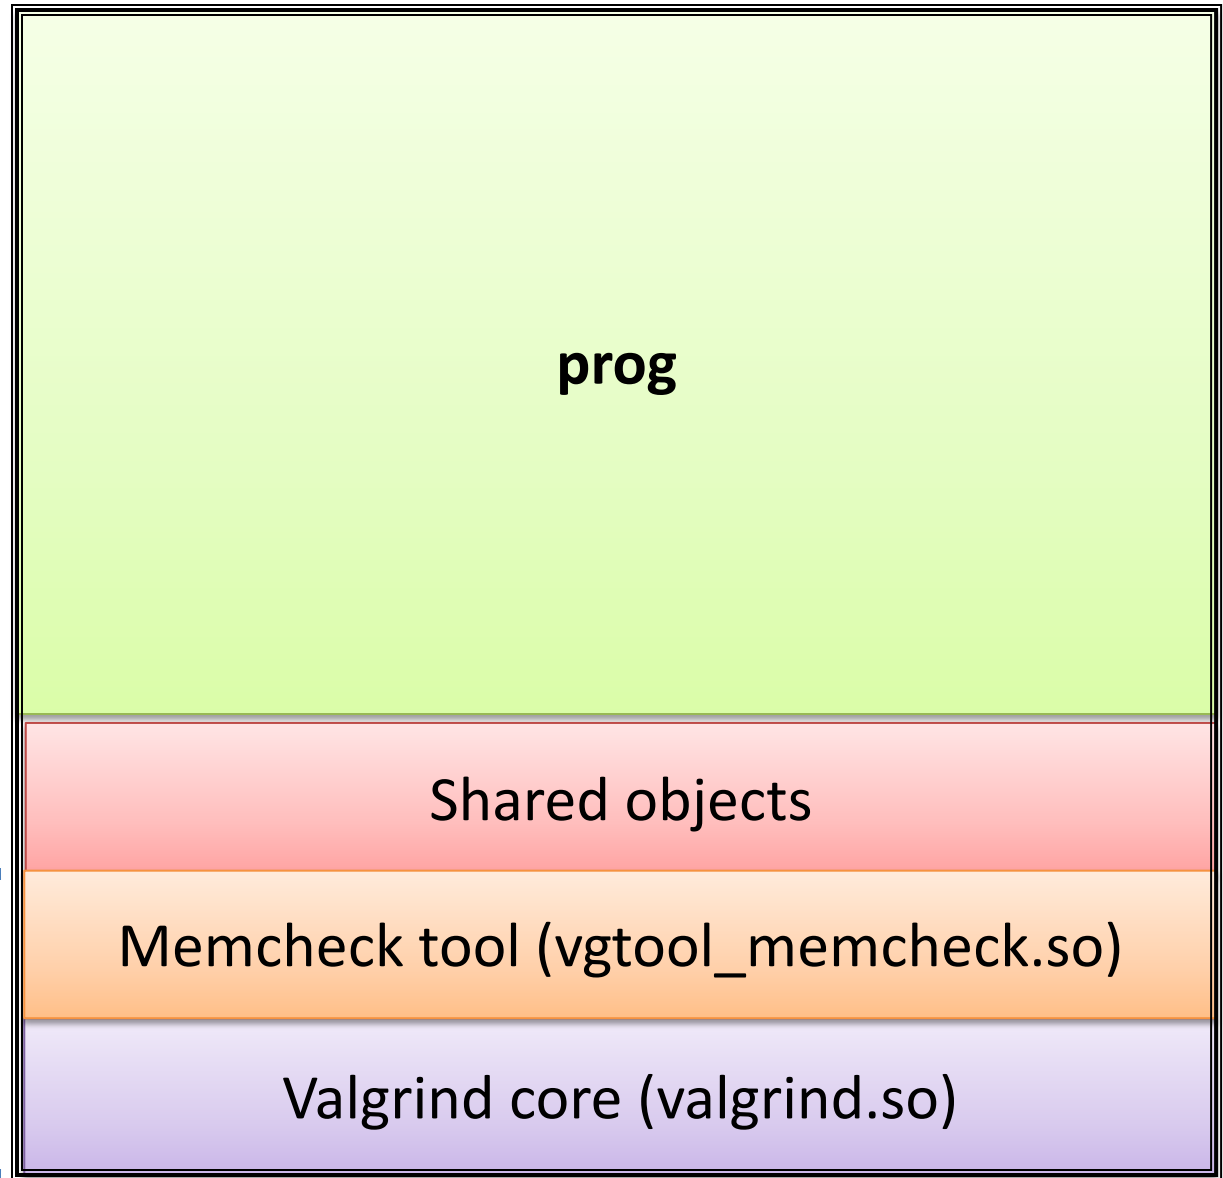 prog
Shared objects
Memcheck tool (vgtool_memcheck.so)
Valgrind core (valgrind.so)